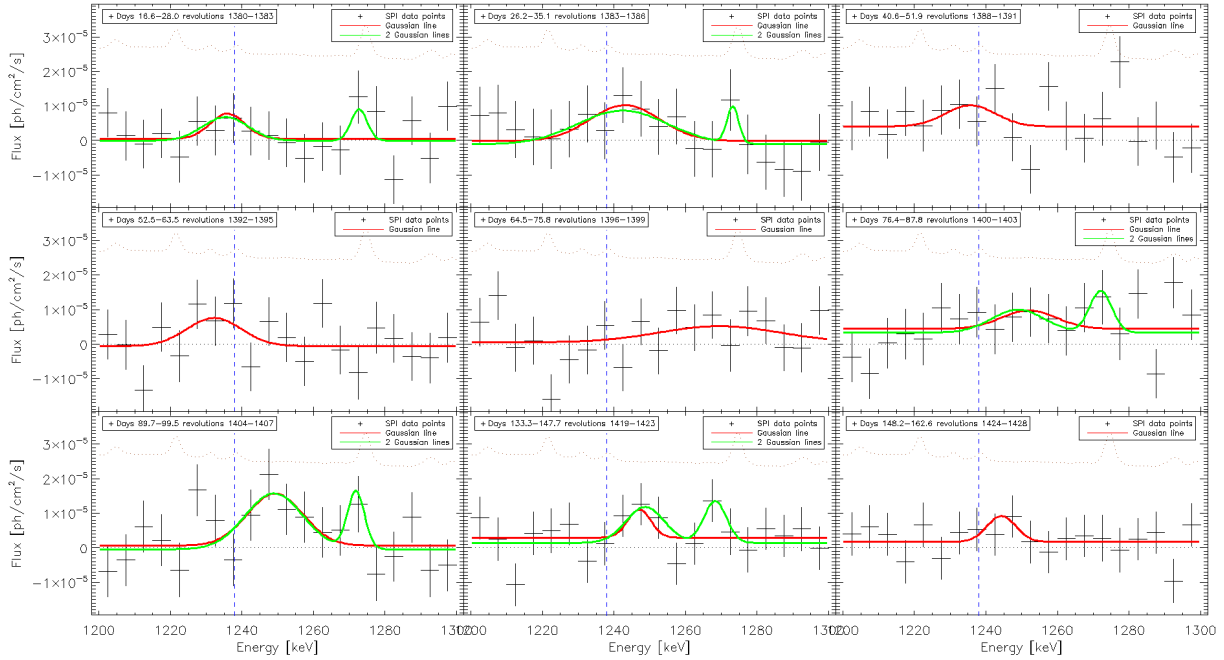 + Days 16.6−28.0 revolutions 1380−1383
+ SPI data points
Gaussian line
2 Gaussian lines
+ Days 26.2−35.1 revolutions 1383−1386
+ SPI data points
Gaussian line
2 Gaussian lines
+ Days 40.6−51.9 revolutions 1388−1391
+ SPI data points
Gaussian line
Flux [ph/cm²/s]
3×10⁻⁵
2×10⁻⁵
1×10⁻⁵
0
−1×10⁻⁵
+ Days 52.5−63.5 revolutions 1392−1395
+ SPI data points
Gaussian line
+ Days 64.5−75.8 revolutions 1396−1399
+ SPI data points
Gaussian line
+ Days 76.4−87.8 revolutions 1400−1403
+ SPI data points
Gaussian line
2 Gaussian lines
Flux [ph/cm²/s]
3×10⁻⁵
2×10⁻⁵
1×10⁻⁵
0
−1×10⁻⁵
+ Days 89.7−99.5 revolutions 1404−1407
+ SPI data points
Gaussian line
2 Gaussian lines
+ Days 133.3−147.7 revolutions 1419−1423
+ SPI data points
Gaussian line
2 Gaussian lines
+ Days 148.2−162.6 revolutions 1424−1428
+ SPI data points
Gaussian line
Flux [ph/cm²/s]
3×10⁻⁵
2×10⁻⁵
1×10⁻⁵
0
−1×10⁻⁵
1200 1220 1240 1260 1280 1300
1220 1240 1260 1280 1300
1220 1240 1260 1280 1300
Energy [keV]
Energy [keV]
Energy [keV]